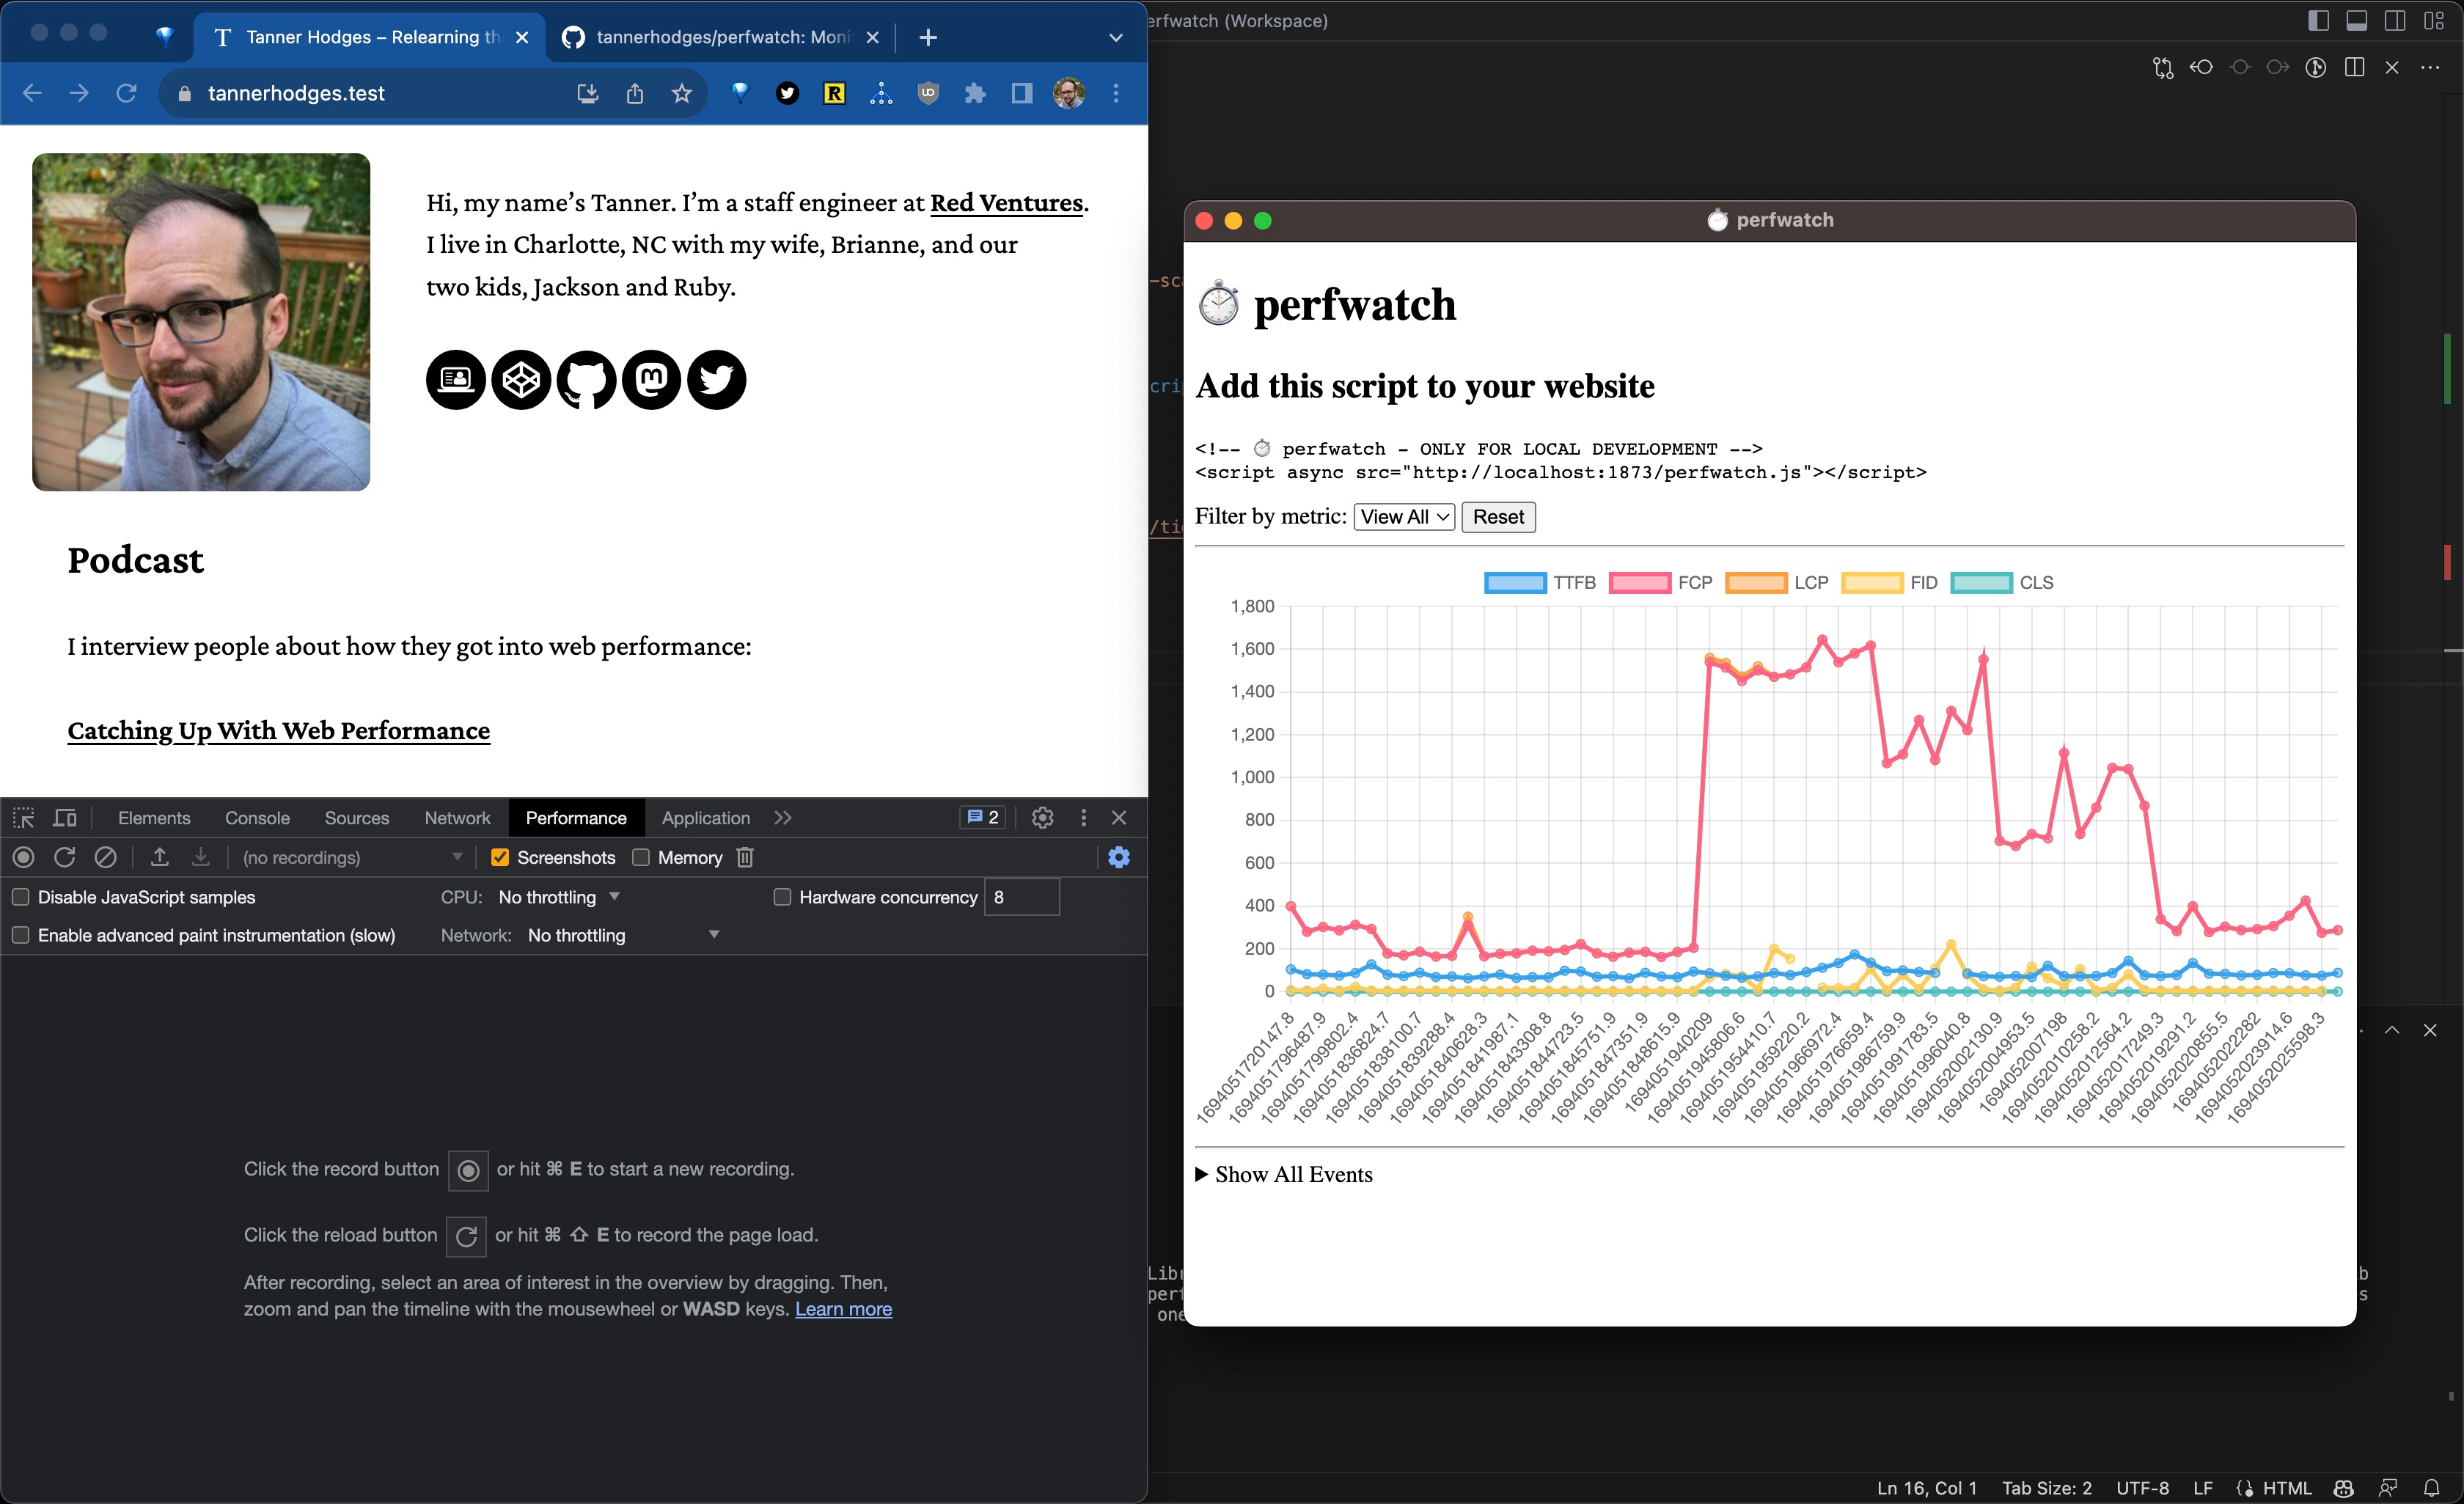 erfwatch (Workspace)
Tanner Hodges – Relearning th
tannerhodges/perfwatch: Moni
tannerhodges.test
Hi, my name’s Tanner. I’m a staff engineer at Red Ventures.
I live in Charlotte, NC with my wife, Brianne, and our
two kids, Jackson and Ruby.
Podcast
I interview people about how they got into web performance:
Catching Up With Web Performance
Elements Console Sources Network Performance Application 2
(no recordings) Screenshots Memory
Disable JavaScript samples CPU: No throttling Hardware concurrency 8
Enable advanced paint instrumentation (slow) Network: No throttling
Click the record button or hit ⌘ E to start a new recording.
Click the reload button or hit ⌘ ⇧ E to record the page load.
After recording, select an area of interest in the overview by dragging. Then,
zoom and pan the timeline with the mousewheel or WASD keys. Learn more
perfwatch
perfwatch
Add this script to your website
<!-- ⏱ perfwatch - ONLY FOR LOCAL DEVELOPMENT -->
<script async src="http://localhost:1873/perfwatch.js"></script>
Filter by metric: View All Reset
TTFB FCP LCP FID CLS
1,800
1,600
1,400
1,200
1,000
800
600
400
200
0
1694051720147.8
1694051796487.9
1694051799802.4
1694051836824.7
1694051838100.7
1694051839288.4
1694051840628.3
1694051841987.1
1694051843308.8
1694051844723.5
1694051845751.9
1694051847351.9
1694051848615.9
1694051940209
1694051945806.6
1694051954410.7
1694051959220.2
1694051966972.4
1694051976659.4
1694051986759.9
1694051991783.5
1694051996040.8
1694052002130.9
1694052004953.5
1694052007198
1694052010258.2
1694052012564.2
1694052017249.3
1694052019291.2
1694052020855.5
1694052022282
1694052023914.6
1694052025598.3
Show All Events
-sc
cri
/ti
Libr
b
perf
s
one
Ln 16, Col 1 Tab Size: 2 UTF-8 LF HTML